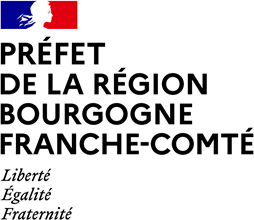 PRÉFET
DE LA RÉGION
BOURGOGNE
FRANCHE-COMTÉ
Liberté
Égalité
Fraternité